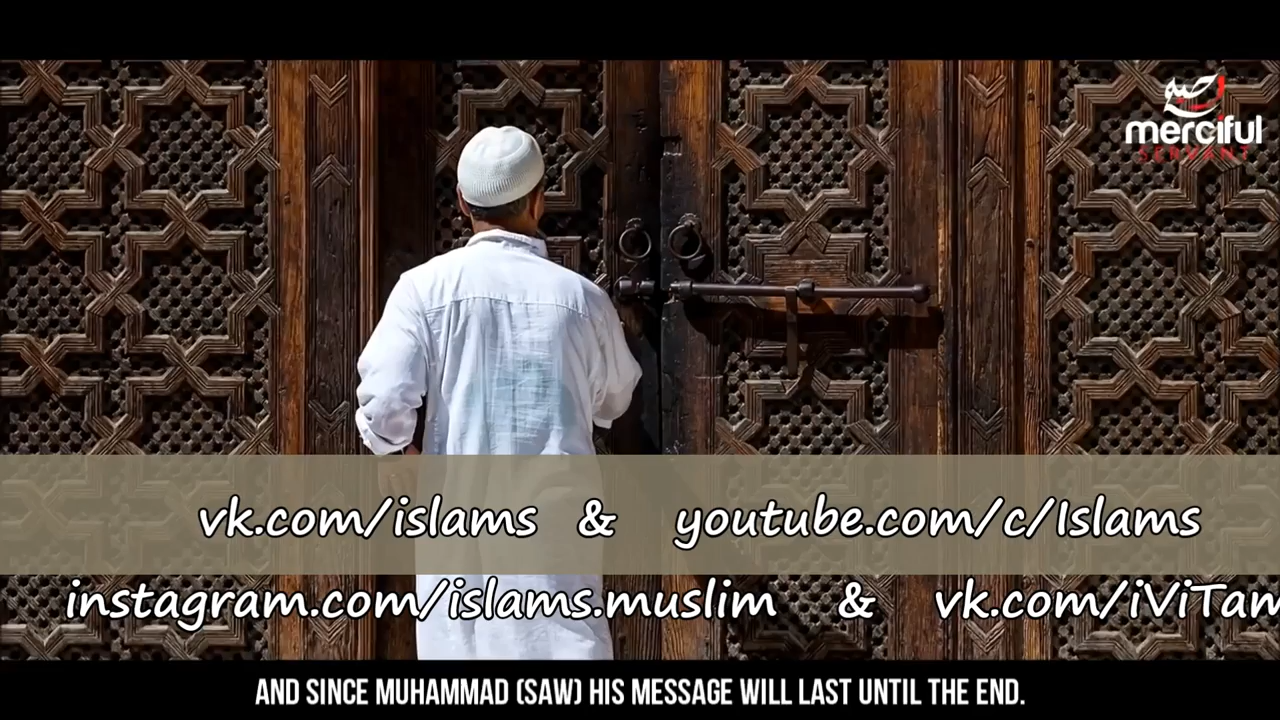 merciful
SERVANT
vk.com/islams & youtube.com/c/Islams
instagram.com/islams.muslim & vk.com/iViTam
AND SINCE MUHAMMAD (SAW) HIS MESSAGE WILL LAST UNTIL THE END.